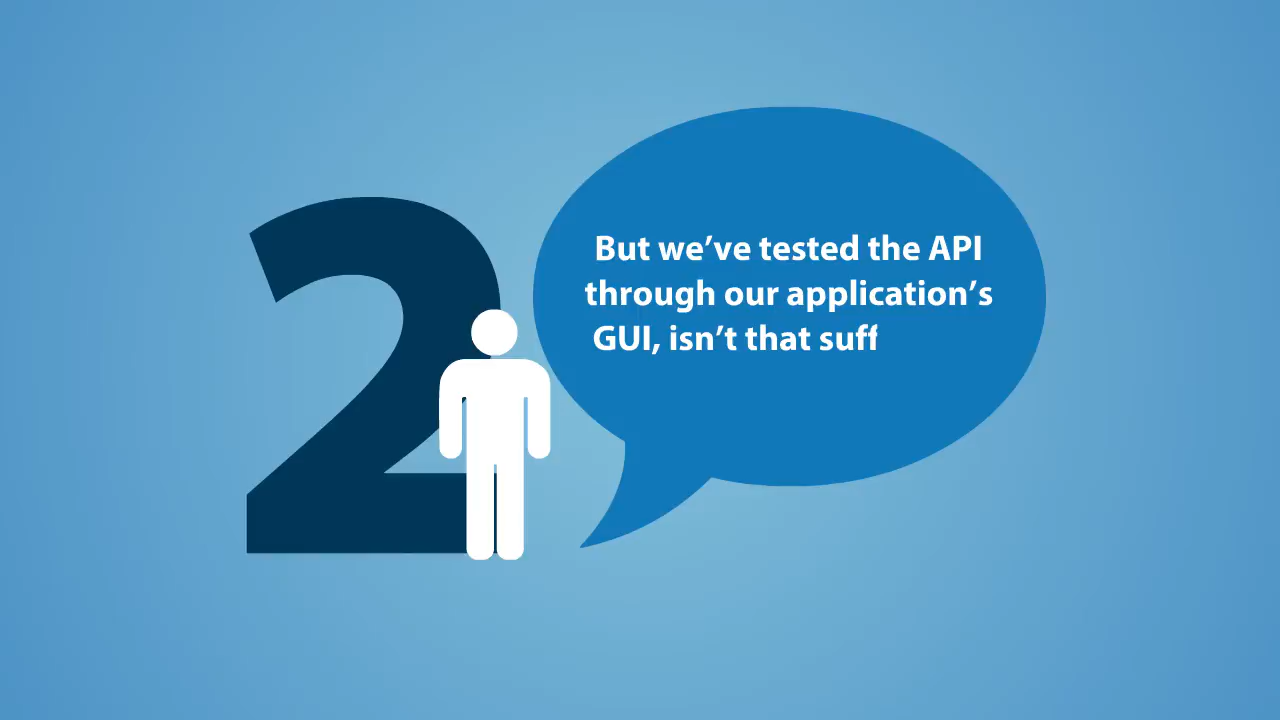 2
But we’ve tested the API
through our application’s
GUI, isn’t that suff